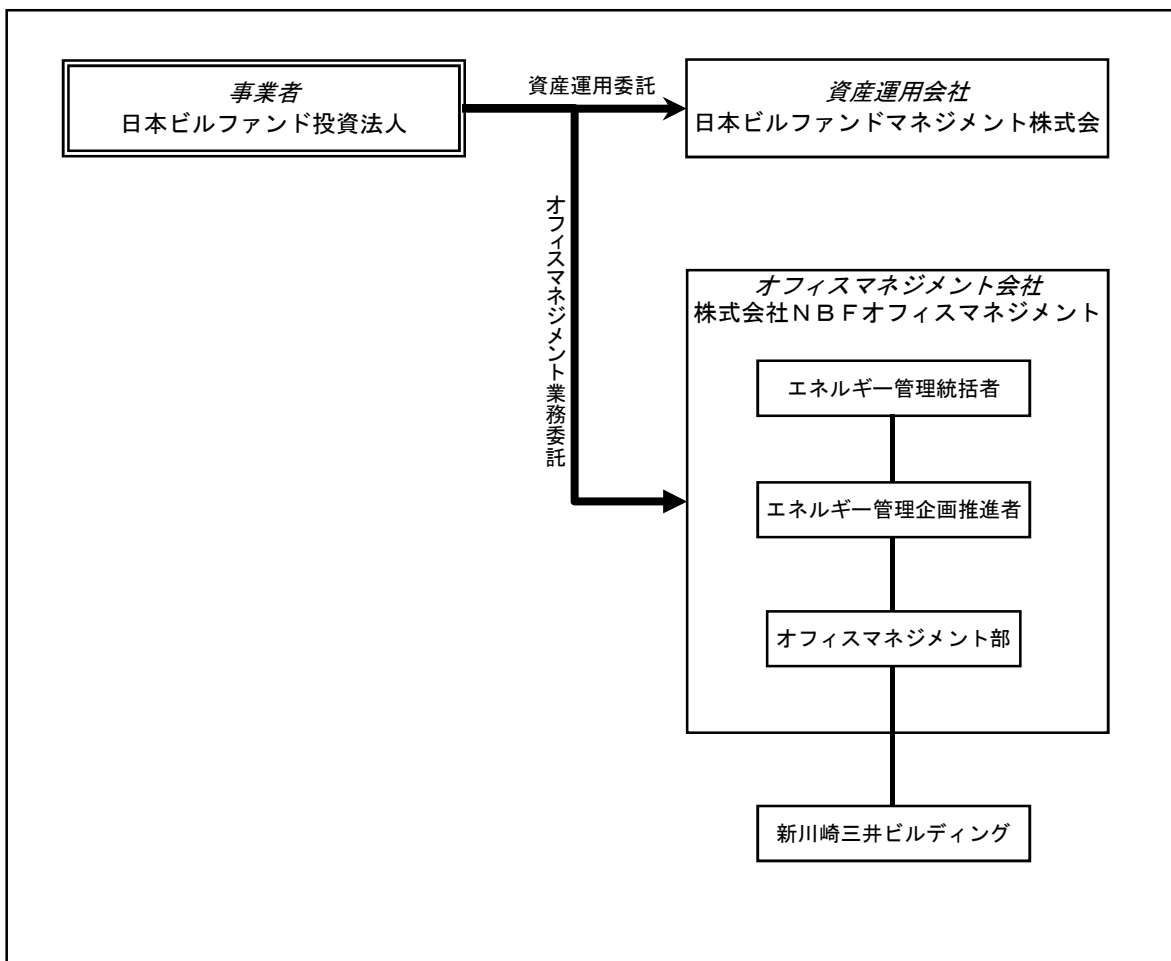 事業者
日本ビルファンド投資法人
資産運用委託
資産運用会社
日本ビルファンドマネジメント株式会
オフィスマネジメント業務委託
オフィスマネジメント会社
株式会社ＮＢＦオフィスマネジメント
エネルギー管理統括者
エネルギー管理企画推進者
オフィスマネジメント部
新川崎三井ビルディング